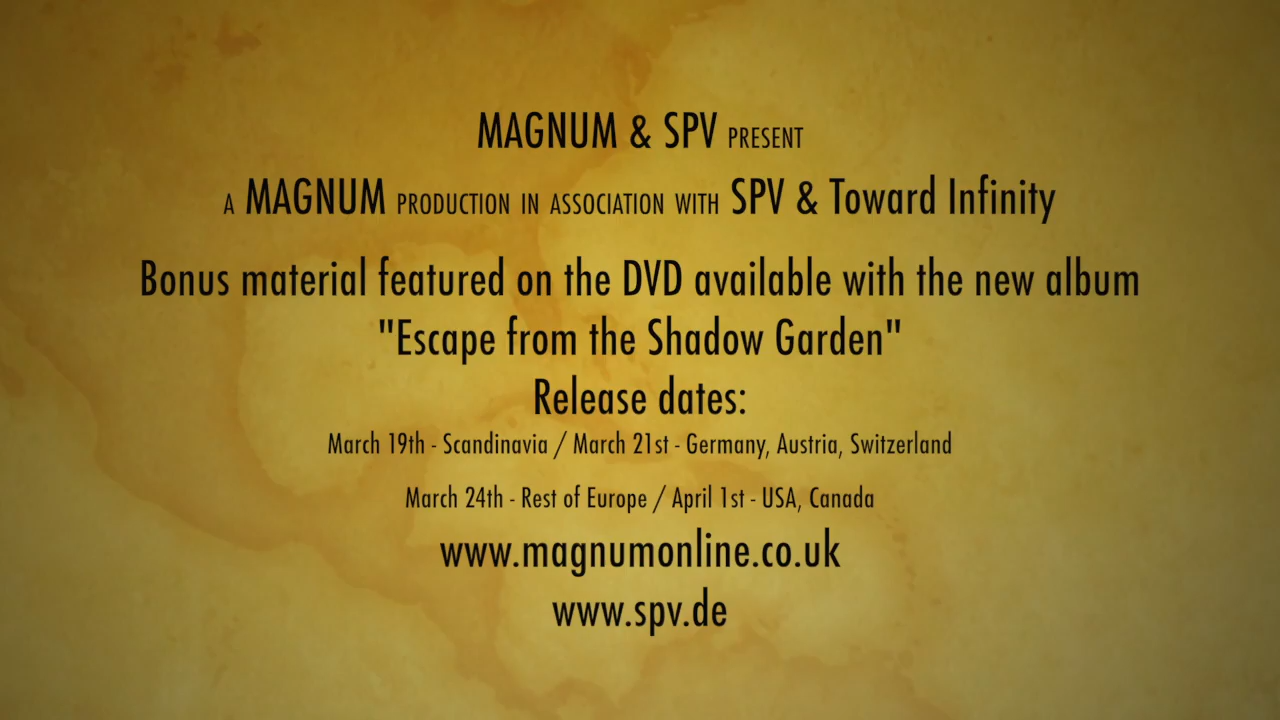 MAGNUM & SPV PRESENT
A MAGNUM PRODUCTION IN ASSOCIATION WITH SPV & Toward Infinity
Bonus material featured on the DVD available with the new album
"Escape from the Shadow Garden"
Release dates:
March 19th - Scandinavia / March 21st - Germany, Austria, Switzerland
March 24th - Rest of Europe / April 1st - USA, Canada
www.magnumonline.co.uk
www.spv.de